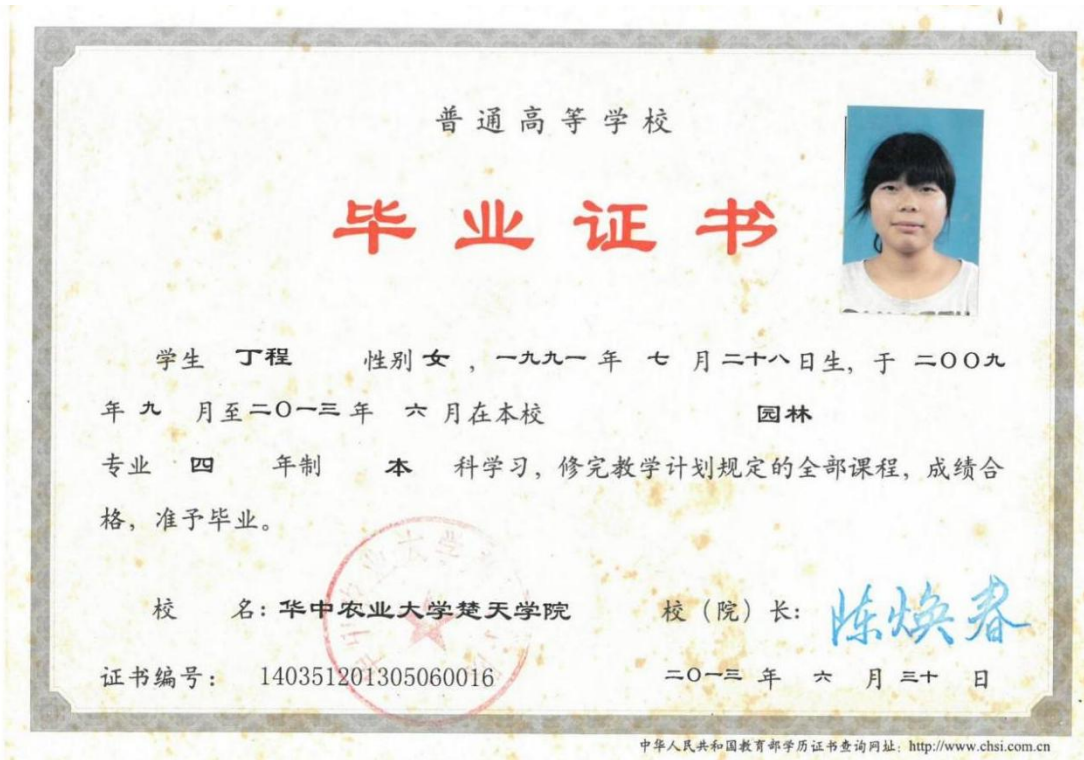 普通高等学校
毕业证书
学生 丁程 性别 女 ，一九九一 年 七 月 二十八 日生，于 二〇〇九
年 九 月至 二〇一三 年 六 月在本校 园林
专业 四 年制 本 科学习，修完教学计划规定的全部课程，成绩合
格，准予毕业。
校 名：华中农业大学楚天学院 校（院）长：陈焕春
证书编号：140351201305060016 二〇一三 年 六 月 三十 日
中华人民共和国教育部学历证书查询网址：http://www.chsi.com.cn